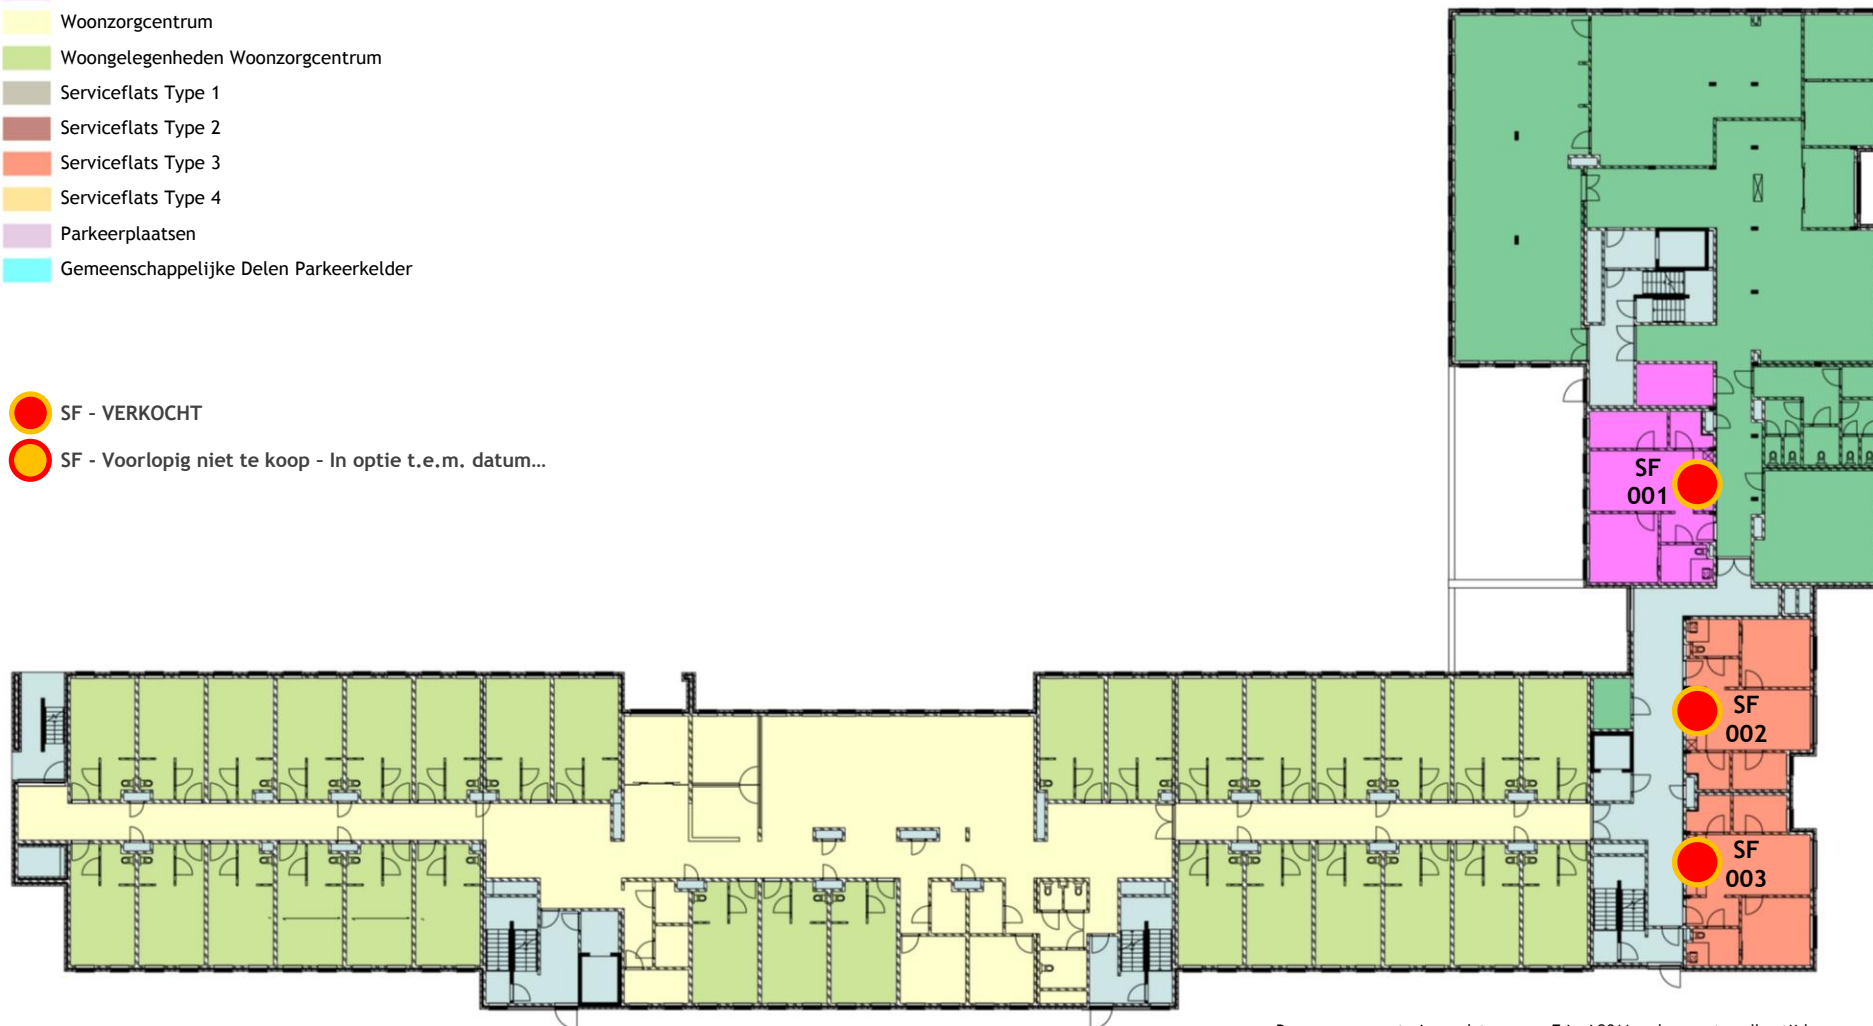 Woonzorgcentrum
Woongelegenheden Woonzorgcentrum
Serviceflats Type 1
Serviceflats Type 2
Serviceflats Type 3
Serviceflats Type 4
Parkeerplaatsen
Gemeenschappelijke Delen Parkeerkelder
SF - VERKOCHT
SF - Voorlopig niet te koop - In optie t.e.m. datum...
SF
001
SF
002
SF
003